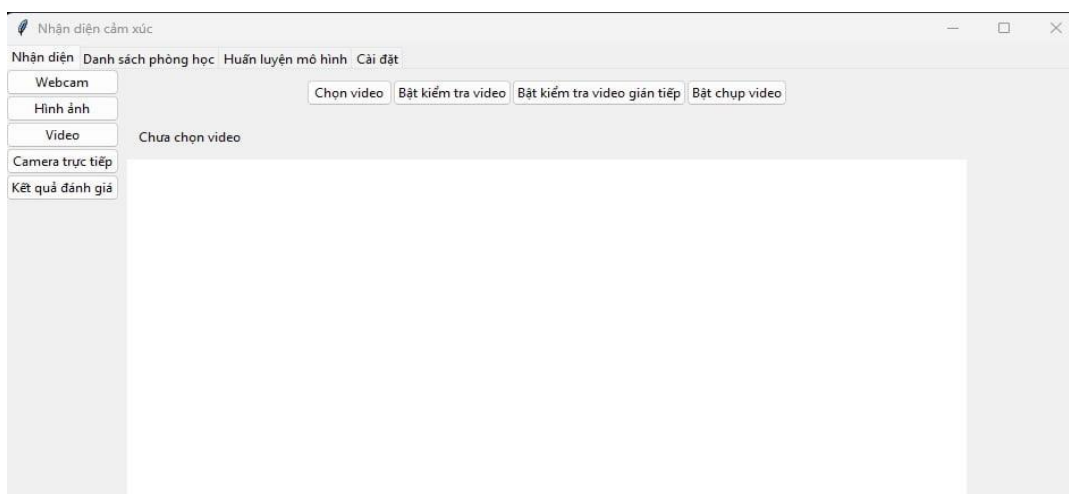 Nhận diện cảm xúc
Nhận diện Danh sách phòng học Huấn luyện mô hình Cài đặt
Webcam
Hình ảnh
Video
Camera trực tiếp
Kết quả đánh giá
Chọn video Bật kiểm tra video Bật kiểm tra video gián tiếp Bật chụp video
Chưa chọn video